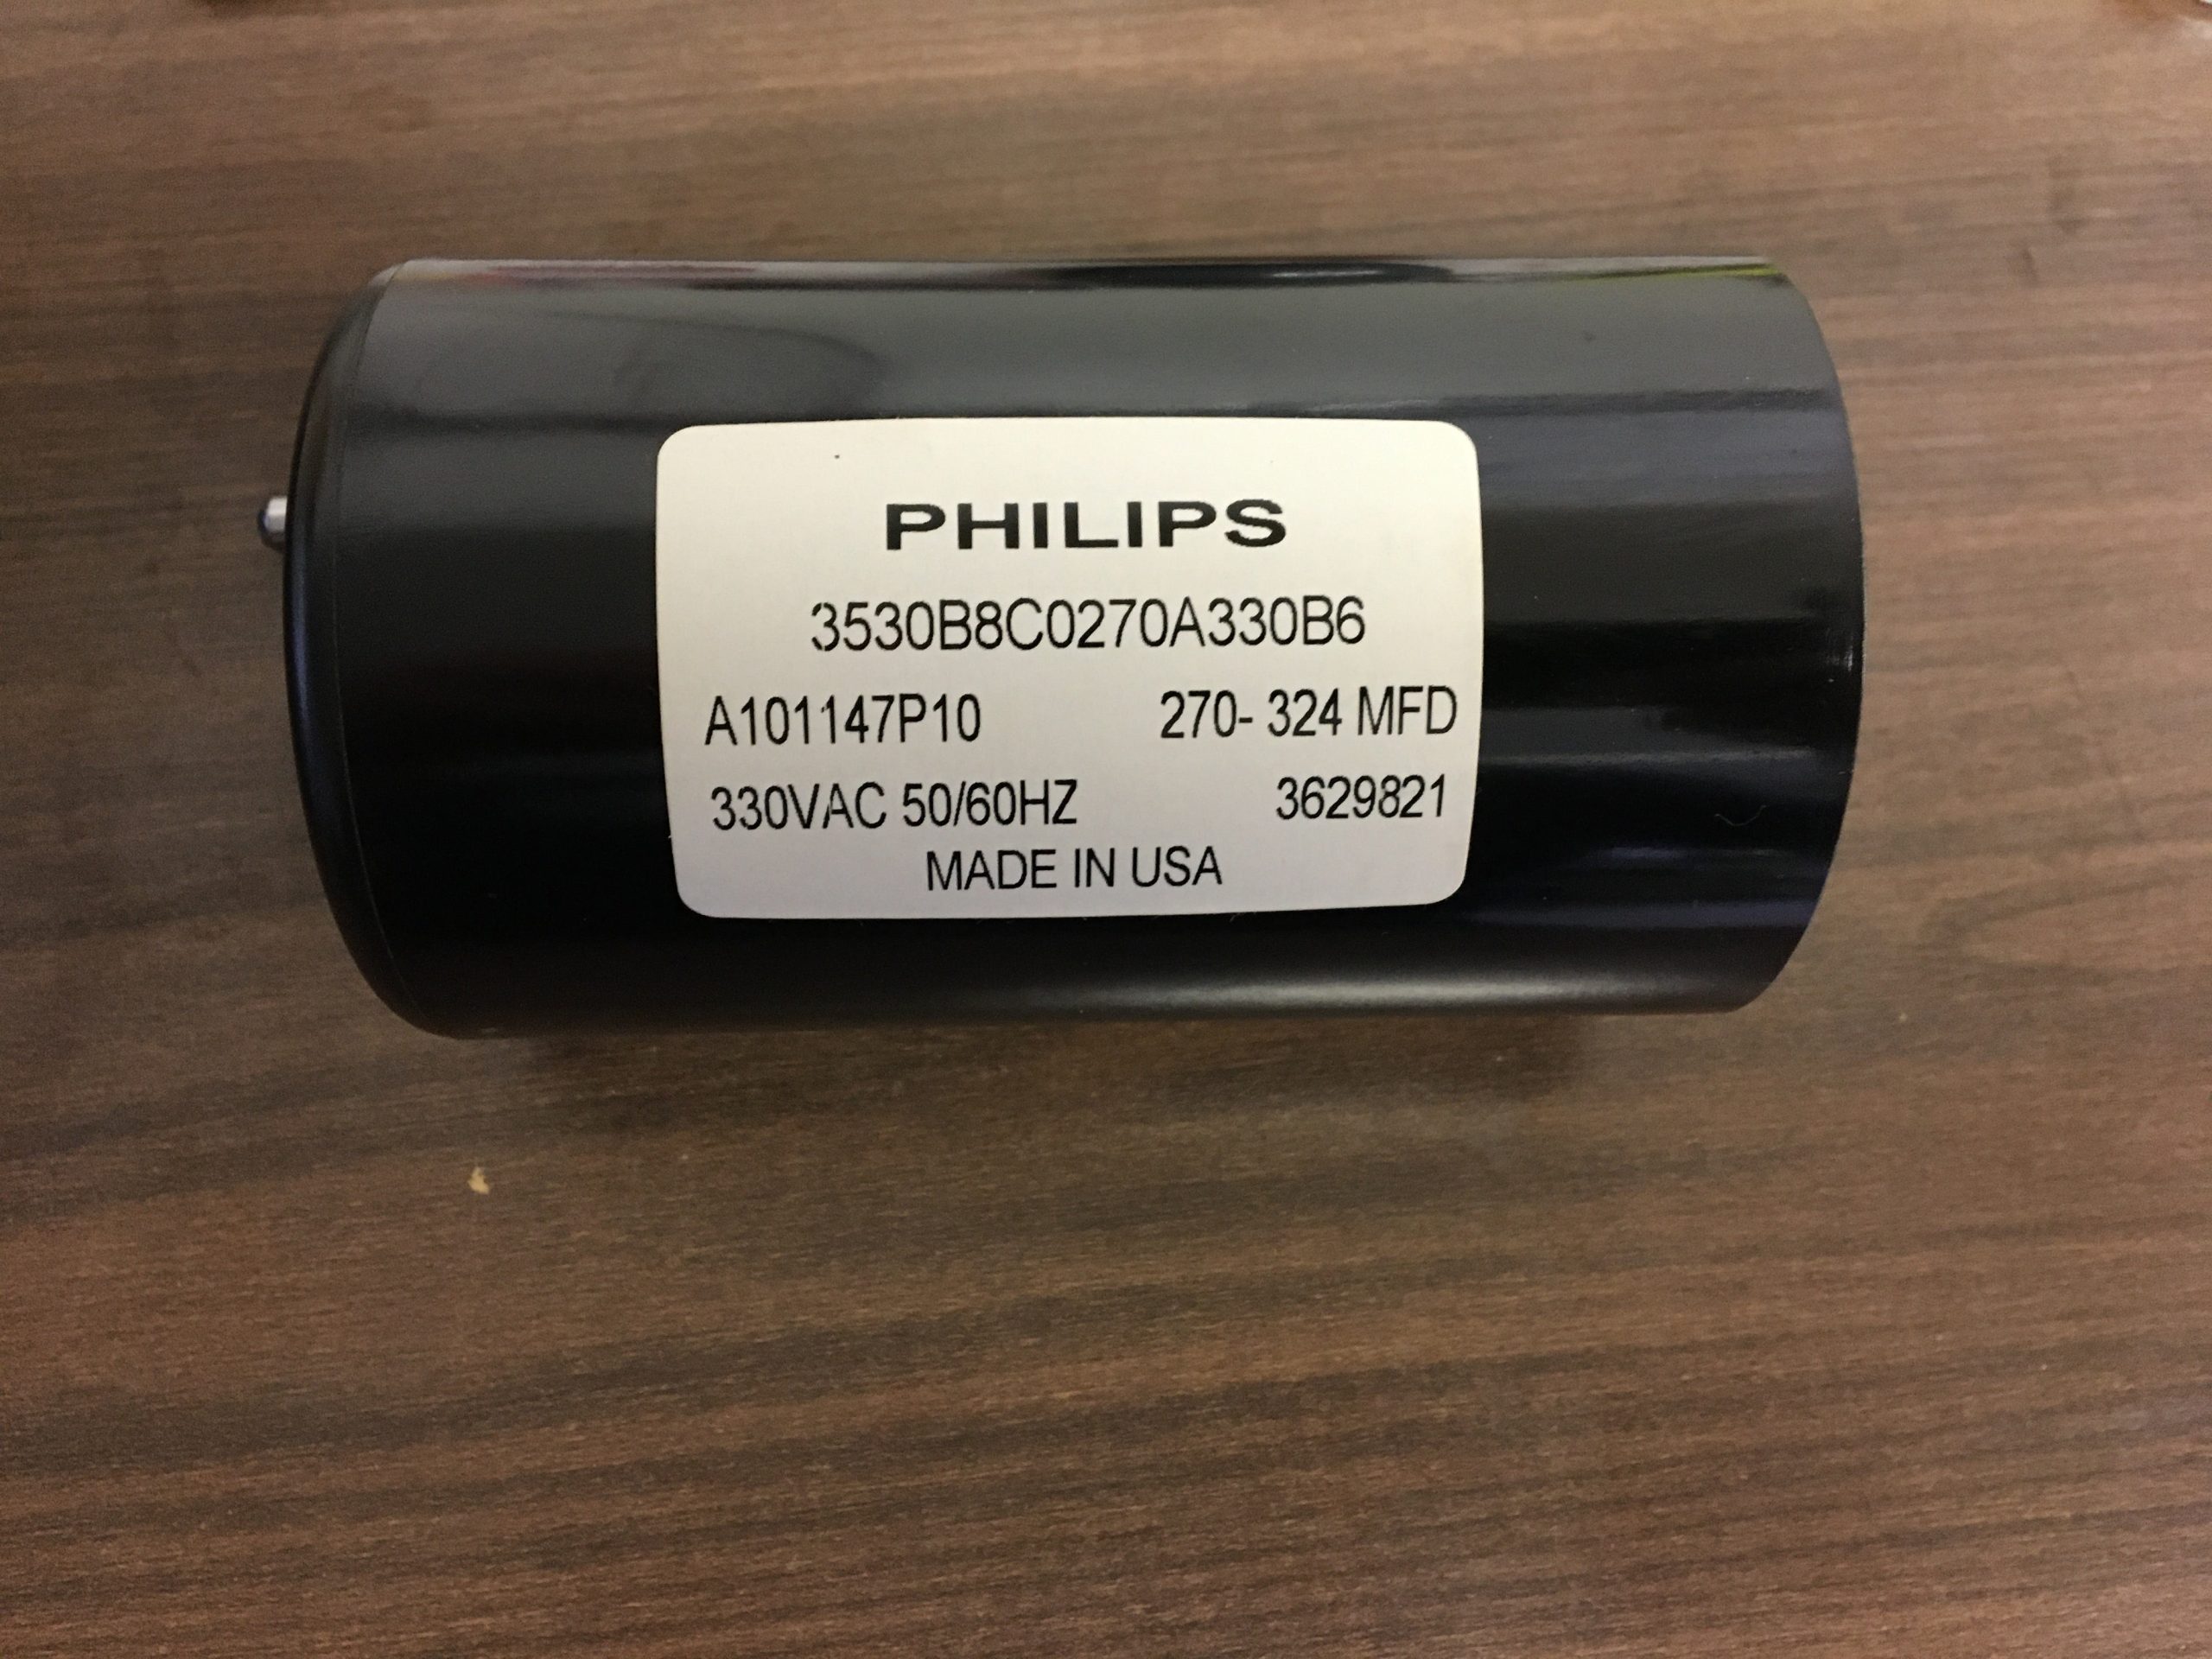 PHILIPS
3530B8C0270A330B6
A101147P10 270- 324 MFD
330VAC 50/60HZ 3629821
MADE IN USA